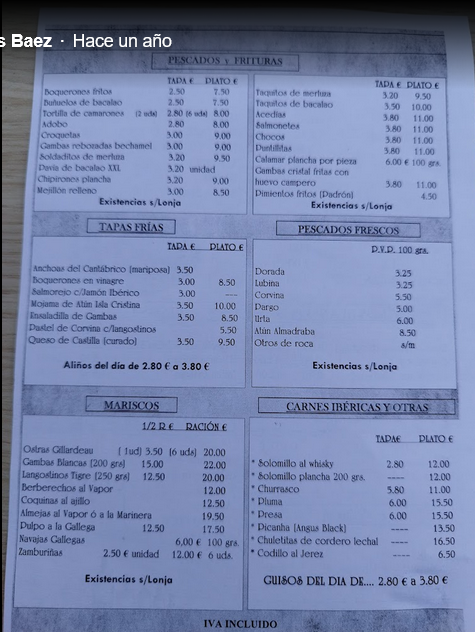 s Baez · Hace un año
PESCADOS Y FRITURAS
TAPA € PLATO €
Boquerones fritos 2.50 7.50
Buñuelos de bacalao 2.50 7.50
Tortilla de camarones (2 uds) 2.80 (6 uds) 8.00
Adobo 2.80 8.00
Croquetas 3.00 9.00
Gambas rebozadas bechamel 3.00 9.00
Soldaditos de merluza 3.20 9.50
Pavia de bacalao XXL 3.20 unidad
Chipirones plancha 3.20 9.00
Mejillón relleno 3.00 8.50
Existencias s/Lonja
TAPA € PLATO €
Taquitos de merluza 3.20 9.50
Taquitos de bacalao 3.50 10.00
Acedias 3.80 11.00
Salmonetes 3.80 11.00
Chocos 3.80 11.00
Puntillitas 3.80 11.00
Calamar plancha por pieza 6.00 € 100 grs.
Gambas cristal fritas con
huevo campero 3.80 11.00
Pimientos fritos (Padrón) 4.50
Existencias s/Lonja
TAPAS FRÍAS
TAPA € PLATO €
Anchoas del Cantábrico (mariposa) 3.50
Boquerones en vinagre 3.00 8.50
Salmorejo c/Jamón Ibérico 3.00 ----
Mojama de Atún Isla Cristina 3.50 10.00
Ensaladilla de Gambas 3.50 8.50
Pastel de Corvina c/langostinos 5.50
Queso de Castilla (curado) 3.50 9.50
Aliños del día de 2.80 € a 3.80 €
PESCADOS FRESCOS
P.V.P. 100 grs.
Dorada 3.25
Lubina 3.25
Corvina 5.50
Pargo 5.00
Urta 6.00
Atún Almadraba 8.50
Otros de roca s/m
Existencias s/Lonja
MARISCOS
1/2 R € RACIÓN €
Ostras Gillardeau (1ud) 3.50 (6 uds) 20.00
Gambas Blancas (200 grs) 15.00 22.00
Langostinos Tigre (250 grs) 12.50 20.00
Berberechos al Vapor 12.00
Coquinas al ajillo 12.50
Almejas al Vapor ó a la Marinera 19.50
Pulpo a la Gallega 12.50 17.50
Navajas Gallegas 6,00 € 100 grs.
Zamburiñas 2.50 € unidad 12.00 € 6 uds.
Existencias s/Lonja
CARNES IBÉRICAS Y OTRAS
TAPA€ PLATO €
* Solomillo al whisky 2.80 12.00
* Solomillo plancha 200 grs. ---- 12.00
* Churrasco 5.80 11.00
* Pluma 6.00 15.50
* Presa 6.00 15.50
* Picanha (Angus Black) ---- 13.50
* Chuletitas de cordero lechal ---- 16.50
* Codillo al Jerez ---- 6.50
GUISOS DEL DIA DE.... 2.80 € a 3.80 €
IVA INCLUIDO